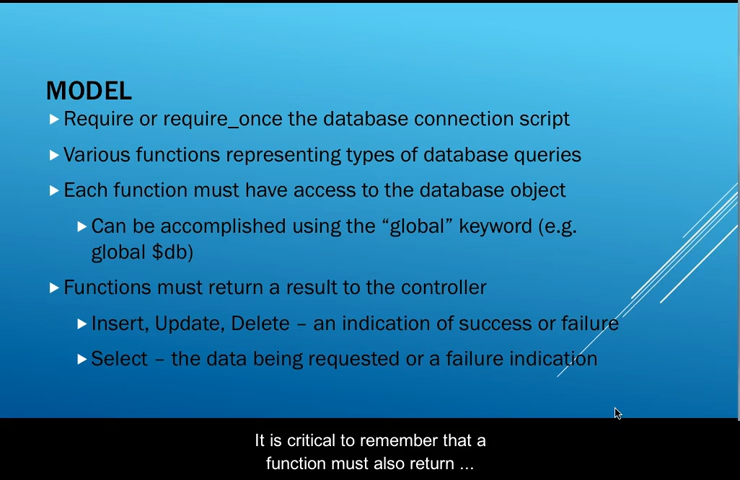 MODEL
Require or require_once the database connection script
Various functions representing types of database queries
Each function must have access to the database object
Can be accomplished using the “global” keyword (e.g.
global $db)
Functions must return a result to the controller
Insert, Update, Delete – an indication of success or failure
Select – the data being requested or a failure indication
It is critical to remember that a
function must also return ...